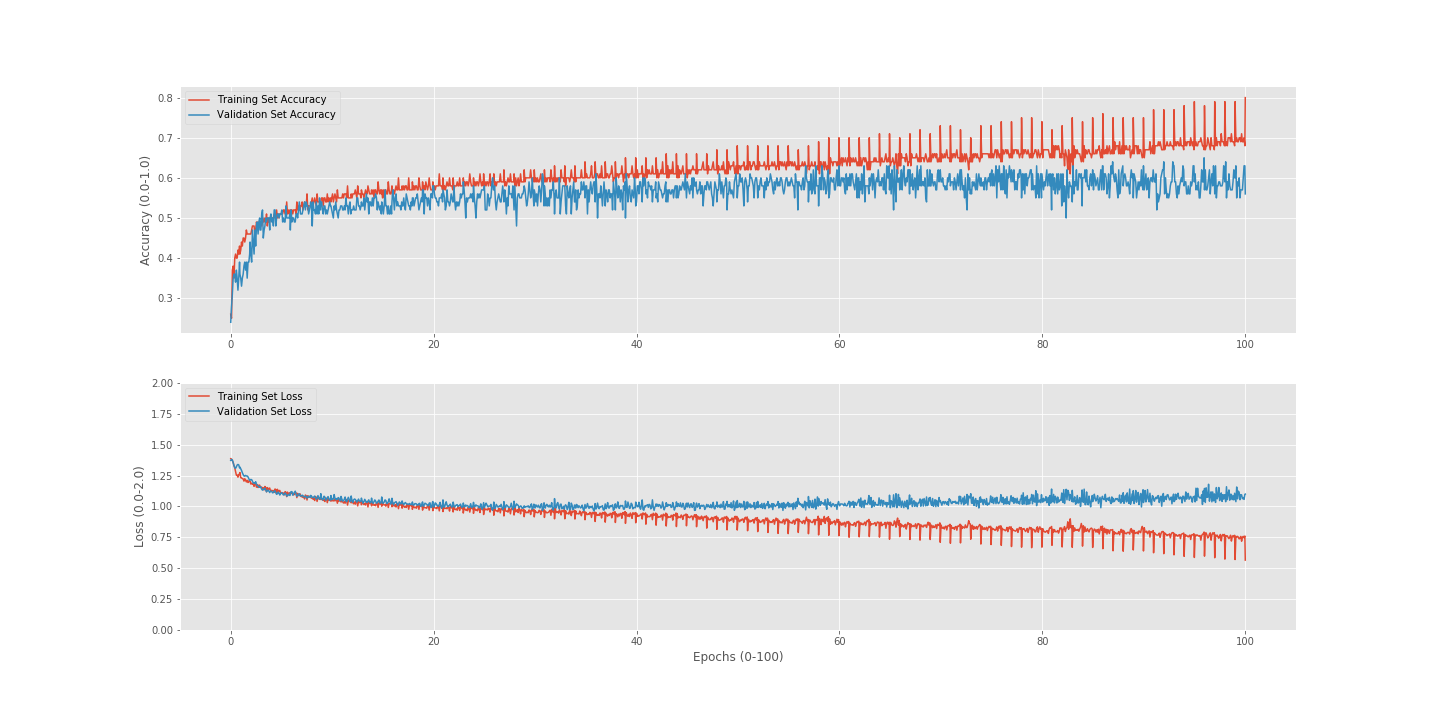 Training Set Accuracy
Validation Set Accuracy
Accuracy (0.0-1.0)
0.8
0.7
0.6
0.5
0.4
0.3
0 20 40 60 80 100
Training Set Loss
Validation Set Loss
Loss (0.0-2.0)
2.00
1.75
1.50
1.25
1.00
0.75
0.50
0.25
0.00
0 20 40 60 80 100
Epochs (0-100)